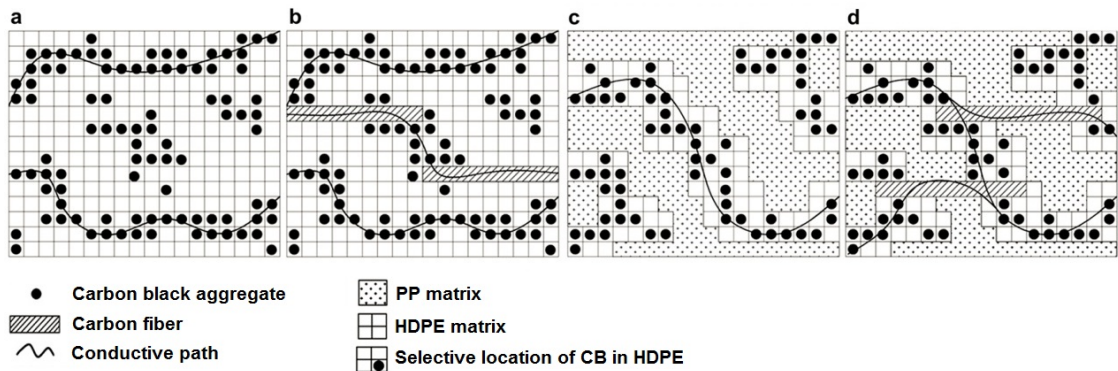 a
b
c
d
Carbon black aggregate
Carbon fiber
Conductive path
PP matrix
HDPE matrix
Selective location of CB in HDPE